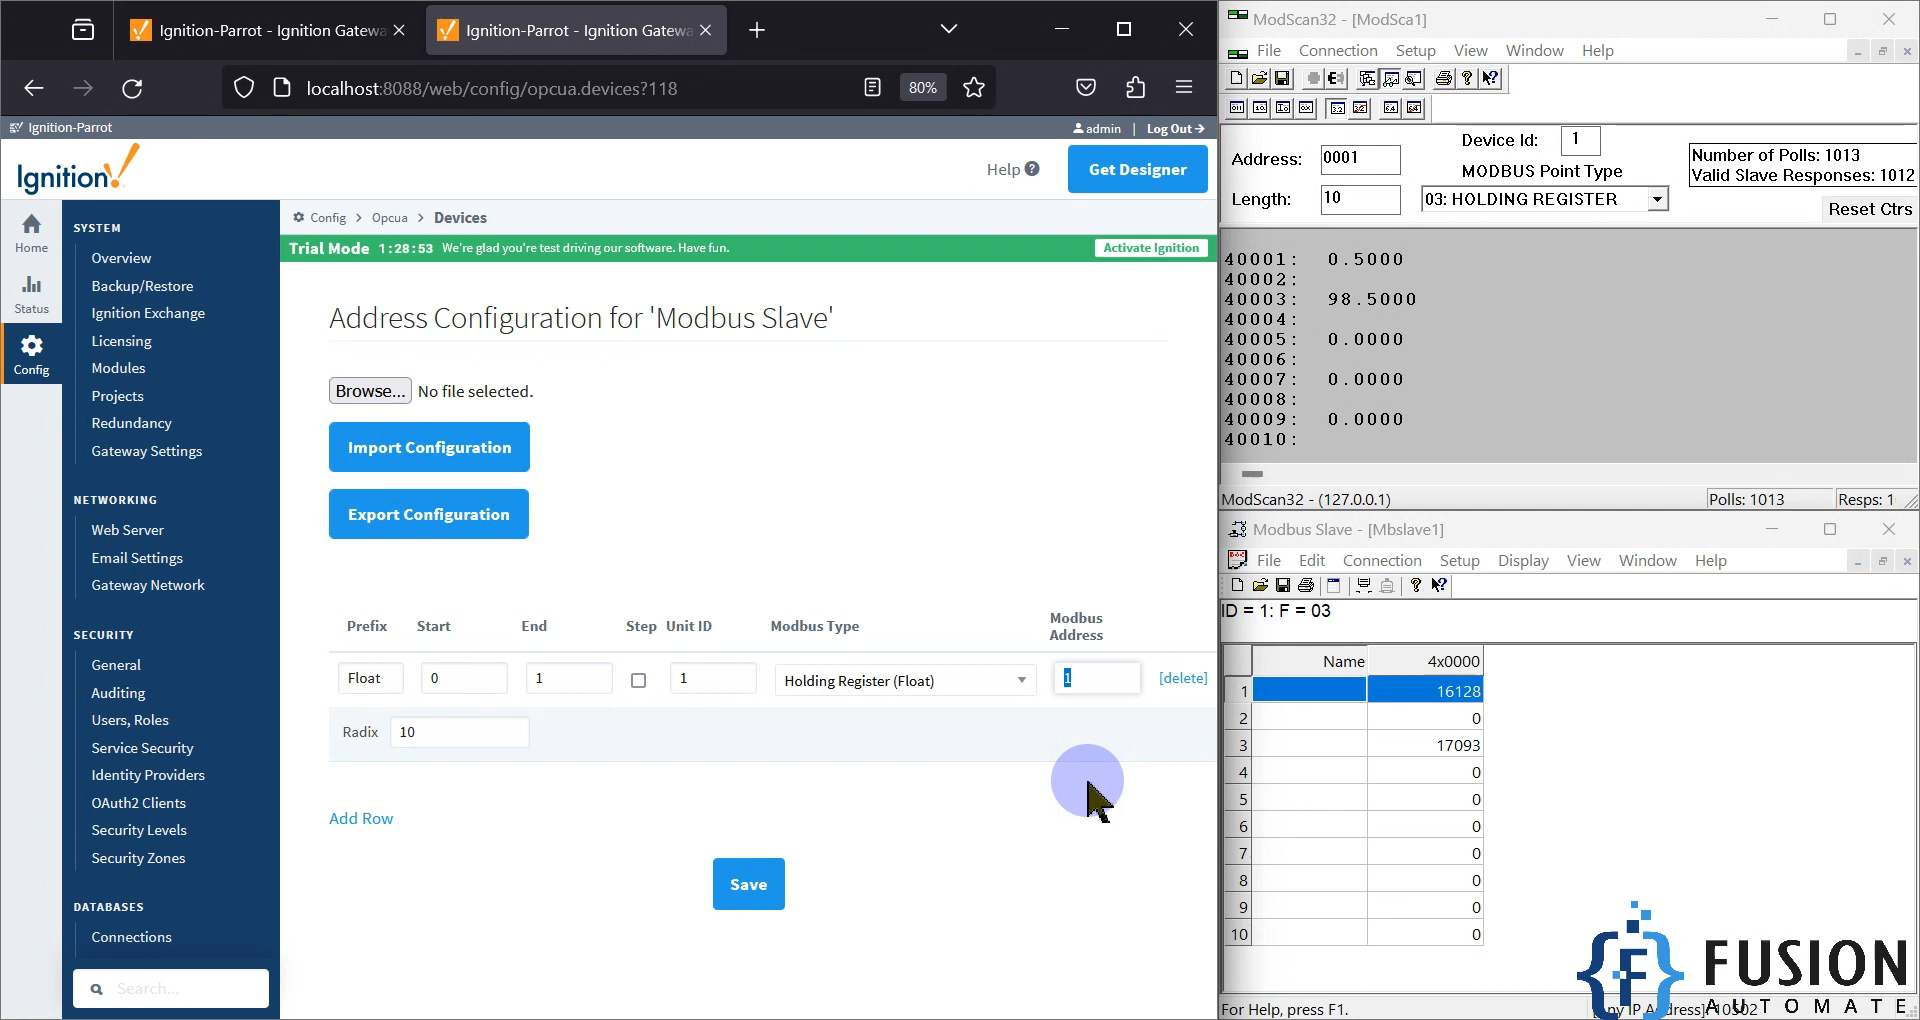 Ignition-Parrot - Ignition Gatewa
Ignition-Parrot - Ignition Gatewa
localhost:8088/web/config/opcua.devices?118
80%
Ignition-Parrot
admin | Log Out
Ignition!
Help
Get Designer
Home
Status
Config
SYSTEM
Overview
Backup/Restore
Ignition Exchange
Licensing
Modules
Projects
Redundancy
Gateway Settings
NETWORKING
Web Server
Email Settings
Gateway Network
SECURITY
General
Auditing
Users, Roles
Service Security
Identity Providers
OAuth2 Clients
Security Levels
Security Zones
DATABASES
Connections
Search...
Config > Opcua > Devices
Trial Mode 1:28:53 We're glad you're test driving our software. Have fun.
Activate Ignition
Address Configuration for 'Modbus Slave'
Browse... No file selected.
Import Configuration
Export Configuration
Prefix Start End Step Unit ID Modbus Type Modbus Address
Float 0 1 1 Holding Register (Float) 1 [delete]
Radix 10
Add Row
Save
ModScan32 - [ModSca1]
File Connection Setup View Window Help
Address: 0001
Device Id: 1
MODBUS Point Type
Length: 10
03: HOLDING REGISTER
Number of Polls: 1013
Valid Slave Responses: 1012
Reset Ctrs
40001: 0.5000
40002:
40003: 98.5000
40004:
40005: 0.0000
40006:
40007: 0.0000
40008:
40009: 0.0000
40010:
ModScan32 - (127.0.0.1)
Polls: 1013
Resps: 1
Modbus Slave - [Mbslave1]
File Edit Connection Setup Display View Window Help
ID = 1: F = 03
Name 4x0000
1 16128
2 0
3 17093
4 0
5 0
6 0
7 0
8 0
9 0
10 0
For Help, press F1.
FUSION
AUTOMATE